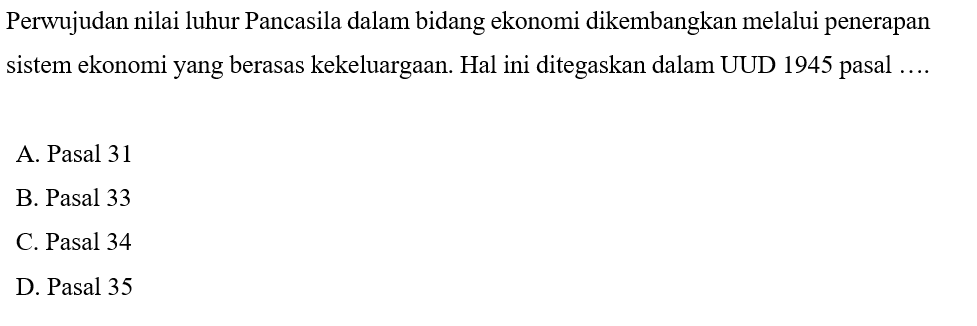 Perwujudan nilai luhur Pancasila dalam bidang ekonomi dikembangkan melalui penerapan
sistem ekonomi yang berasas kekeluargaan. Hal ini ditegaskan dalam UUD 1945 pasal ….
A. Pasal 31
B. Pasal 33
C. Pasal 34
D. Pasal 35